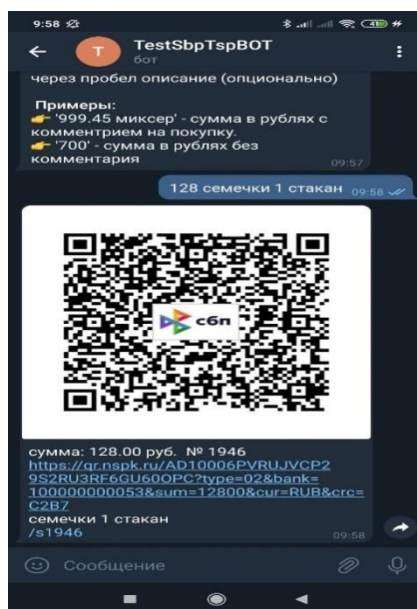 9:58
41
T
TestSbpTspBOT
бот
через пробел описание (опционально)
Примеры:
'999.45 миксер' - сумма в рублях с
комментрием на покупку.
'700' - сумма в рублях без
комментария
09:57
128 семечки 1 стакан 09:58
сбп
сумма: 128.00 руб. № 1946
https://qr.nspk.ru/AD10006PVRUJVCP2
9S2RU3RF6GU60OPC?type=02&bank=
100000000053&sum=12800&cur=RUB&crc=
C2B7
семечки 1 стакан
/s1946
09:58
Сообщение